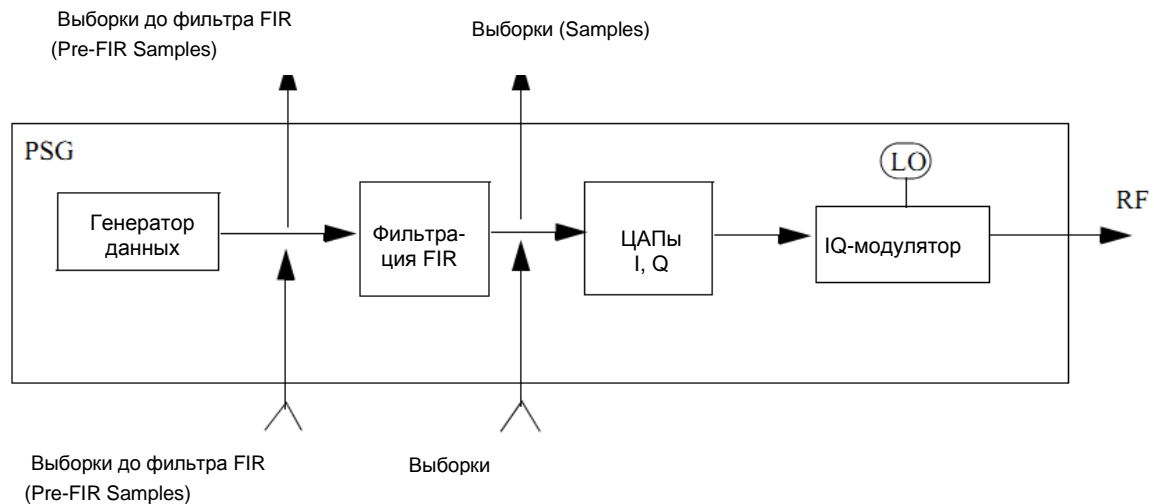 Выборки до фильтра FIR
(Pre-FIR Samples)
Выборки (Samples)
PSG
LO
RF
Генератор
данных
Фильтра-
ция FIR
ЦАПы
I, Q
IQ-модулятор
Выборки до фильтра FIR
(Pre-FIR Samples)
Выборки